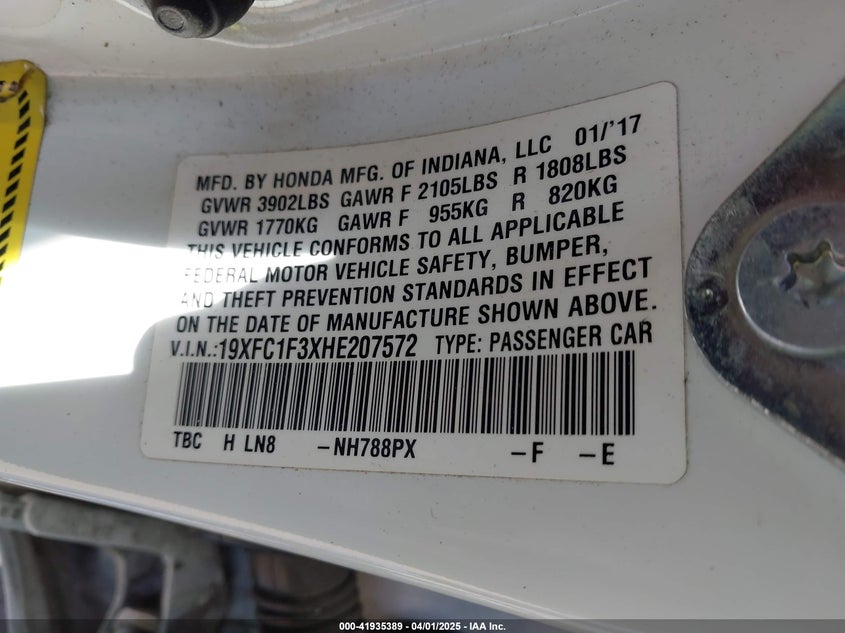 MFD. BY HONDA MFG. OF INDIANA, LLC 01/'17
GVWR 3902LBS GAWR F 2105LBS R 1808LBS
GVWR 1770KG GAWR F 955KG R 820KG
THIS VEHICLE CONFORMS TO ALL APPLICABLE
FEDERAL MOTOR VEHICLE SAFETY, BUMPER,
AND THEFT PREVENTION STANDARDS IN EFFECT
ON THE DATE OF MANUFACTURE SHOWN ABOVE.
V.I.N.:19XFC1F3XHE207572 TYPE: PASSENGER CAR
TBC H LN8 -NH788PX -F -E
000-41935389 - 04/01/2025 - IAA Inc.